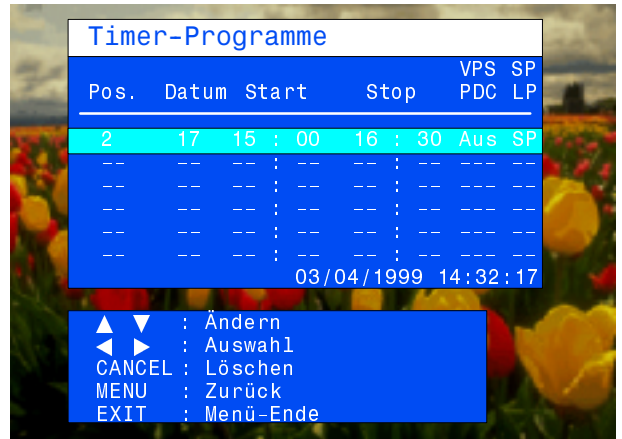 Timer-Programme
VPS SP
Pos. Datum Start Stop PDC LP
2 17 15 : 00 16 : 30 Aus SP
-- -- -- : -- -- : -- --- --
-- -- -- : -- -- : -- --- --
-- -- -- : -- -- : -- --- --
-- -- -- : -- -- : -- --- --
-- -- -- : -- -- : -- --- --
03/04/1999 14:32:17
▲ ▼ : Ändern
◀ ▶ : Auswahl
CANCEL : Löschen
MENU : Zurück
EXIT : Menü-Ende